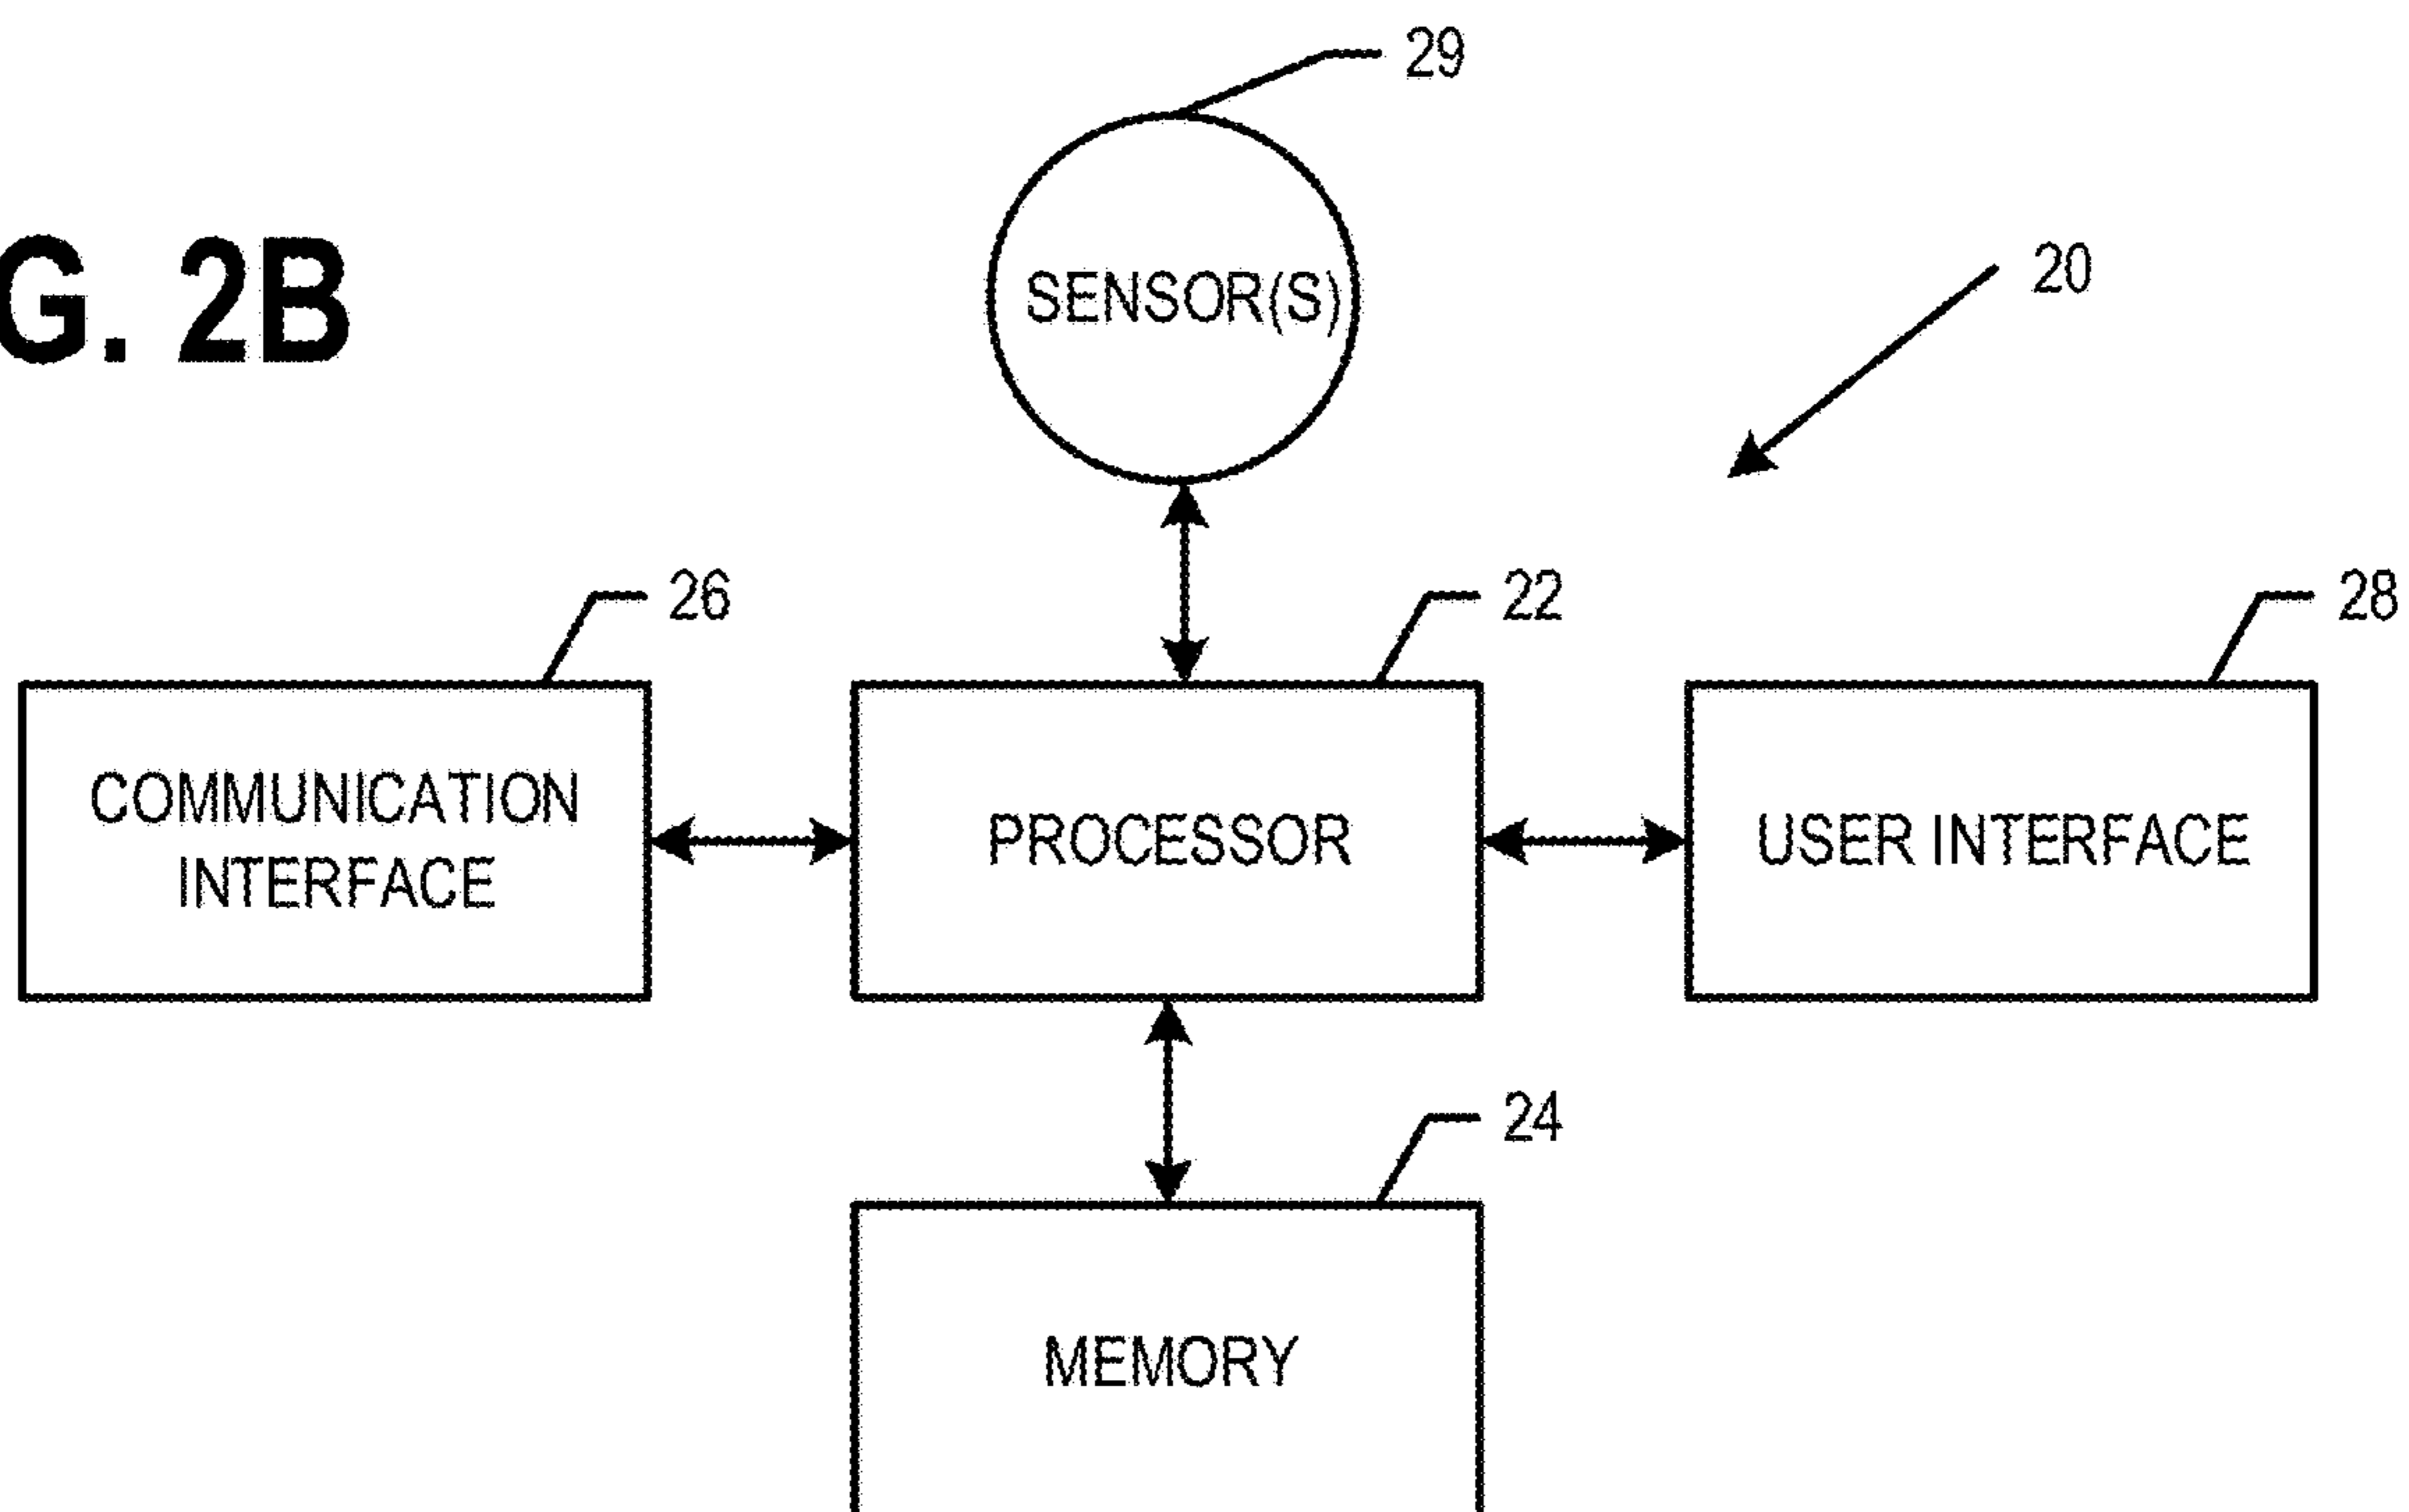 29
G. 2B
SENSOR(S)
20
26
22
28
COMMUNICATION
INTERFACE
PROCESSOR
USER INTERFACE
24
MEMORY